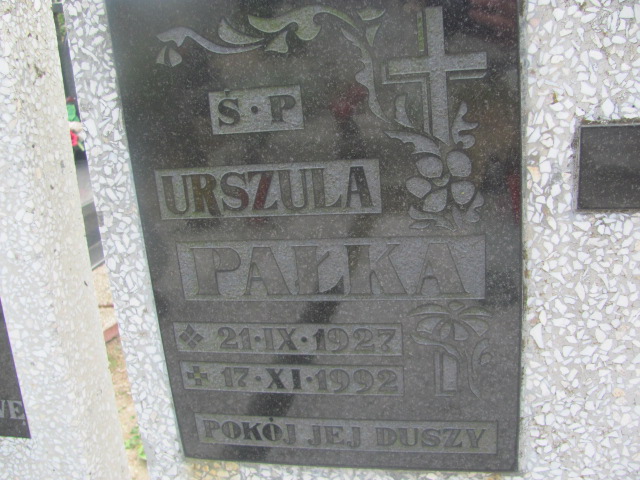 Ś·P
URSZULA
PAŁKA
21·IX·1927
17·XI·1992
POKÓJ JEJ DUSZY